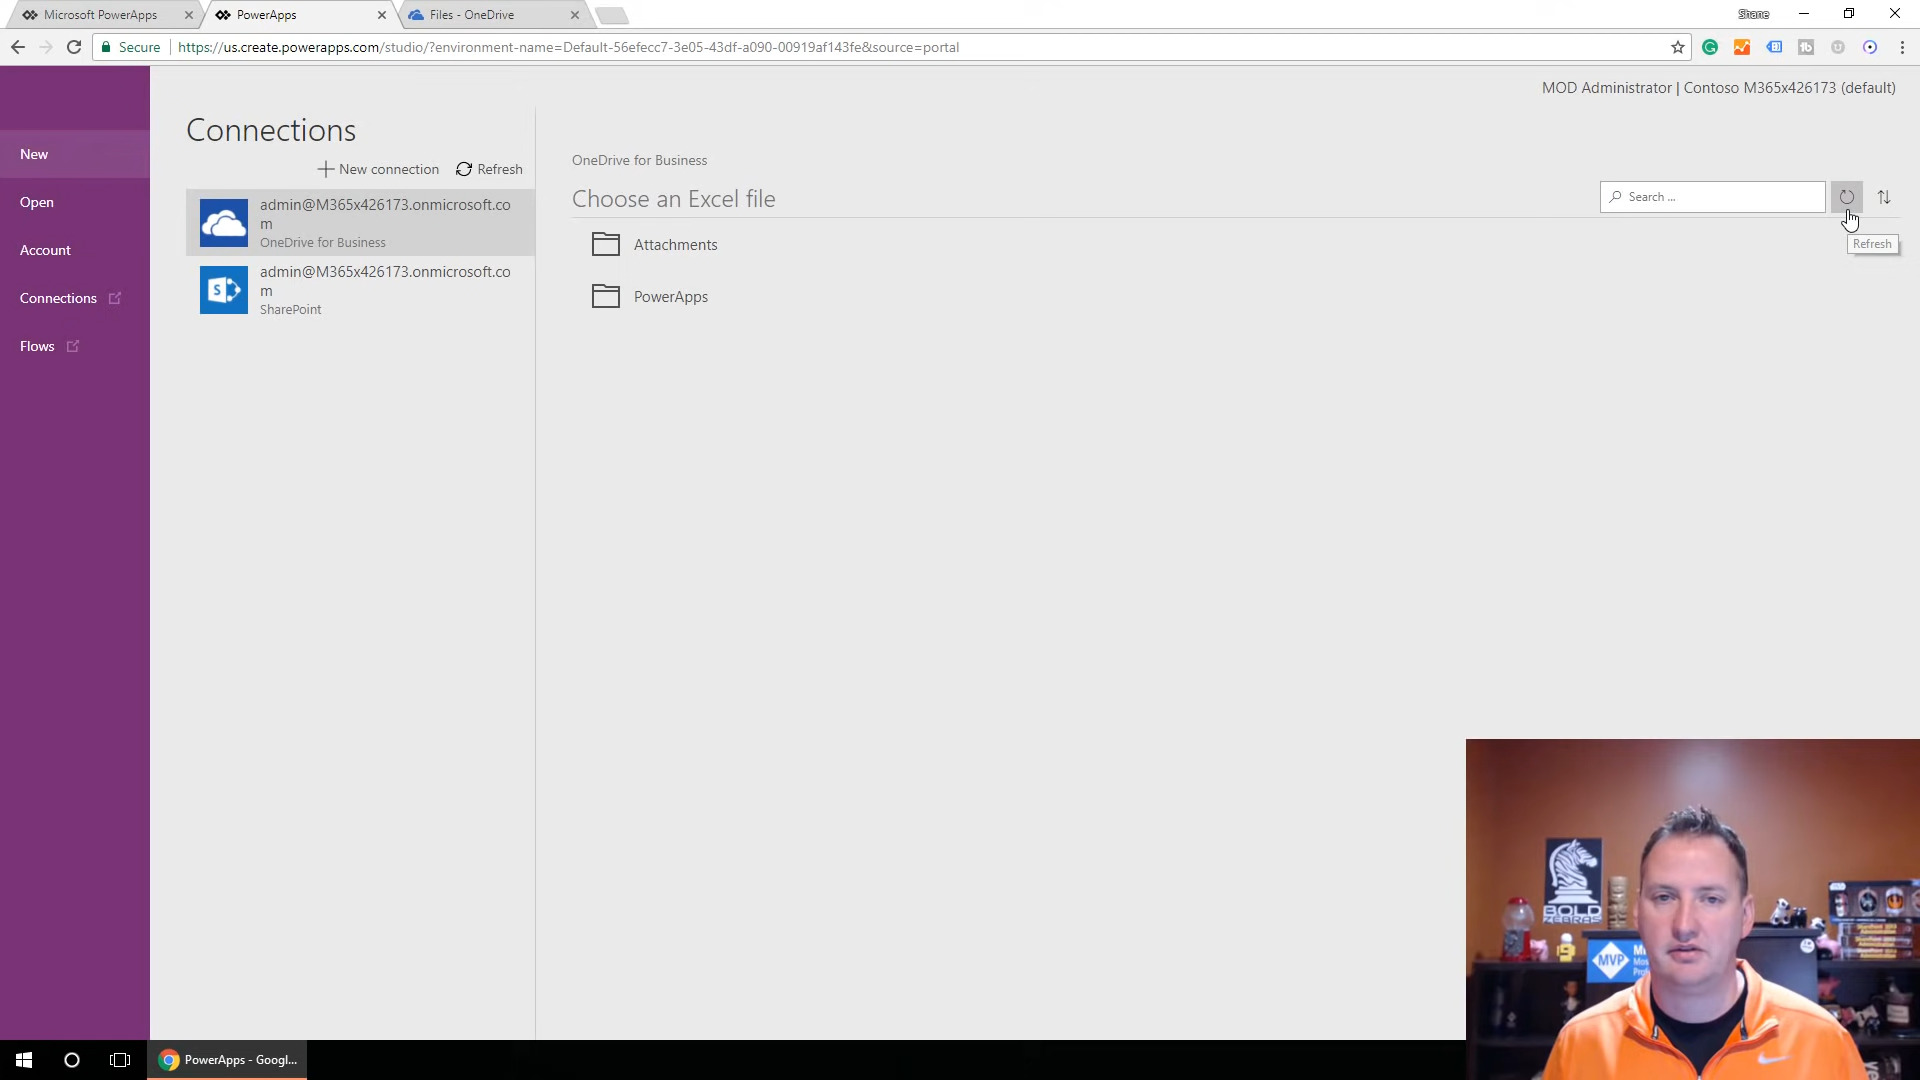 Microsoft PowerApps
PowerApps
Files - OneDrive
Shane
Secure
https://us.create.powerapps.com/studio/?environment-name=Default-56efecc7-3e05-43df-a090-00919af143fe&source=portal
MOD Administrator | Contoso M365x426173 (default)
New
Open
Account
Connections
Flows
Connections
New connection
Refresh
admin@M365x426173.onmicrosoft.co
m
OneDrive for Business
admin@M365x426173.onmicrosoft.co
m
SharePoint
OneDrive for Business
Choose an Excel file
Search ...
Refresh
Attachments
PowerApps
BOLD
ZEBRAS
MVP
PowerApps - Googl...